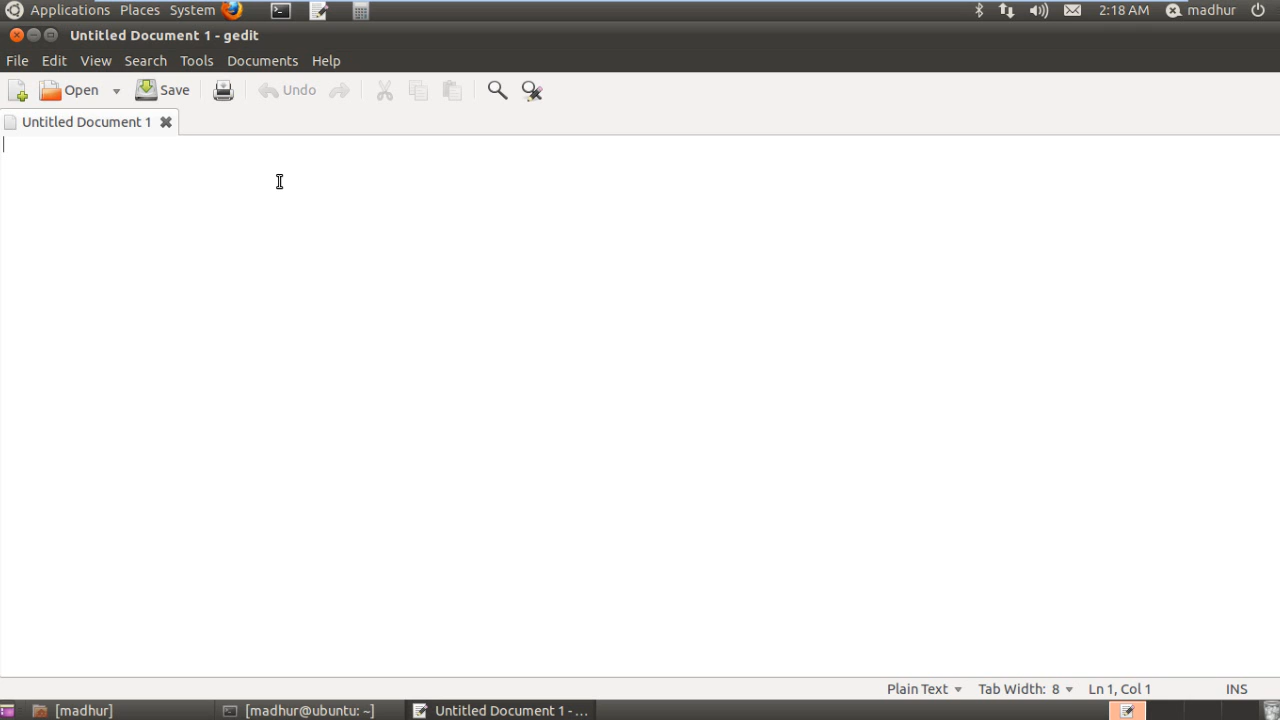 Applications Places System 2:18 AM madhur
Untitled Document 1 - gedit
File Edit View Search Tools Documents Help
Open Save Undo
Untitled Document 1
Plain Text Tab Width: 8 Ln 1, Col 1 INS
[madhur] [madhur@ubuntu: ~] Untitled Document 1 - ...